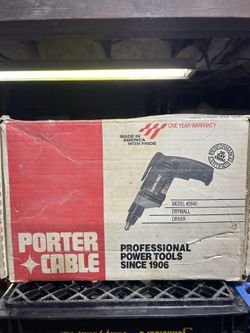 ONE YEAR WARRANTY
MADE IN
AMERICA
WITH PRIDE
MODEL #2640
DRYWALL
DRIVER
PORTER
CABLE
PROFESSIONAL
POWER TOOLS
SINCE 1906